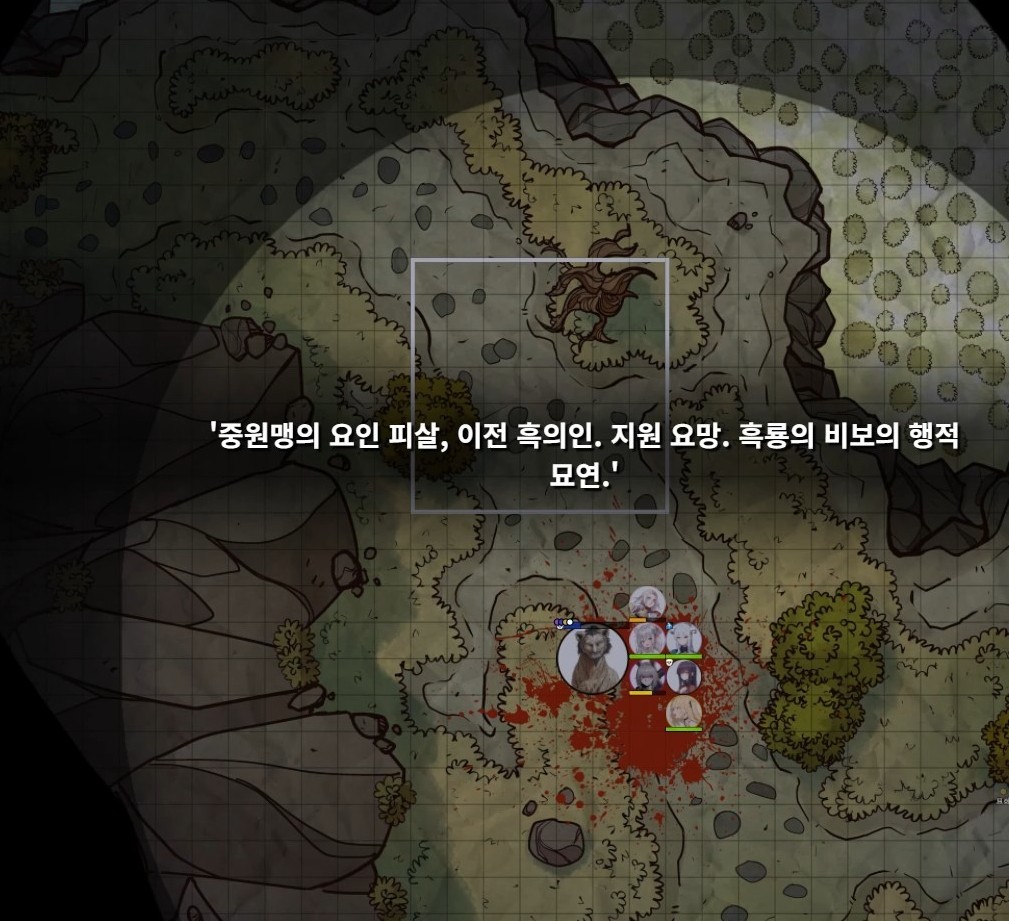 '중원맹의 요인 피살, 이전 흑의인. 지원 요망. 흑룡의 비보의 행적
묘연.'